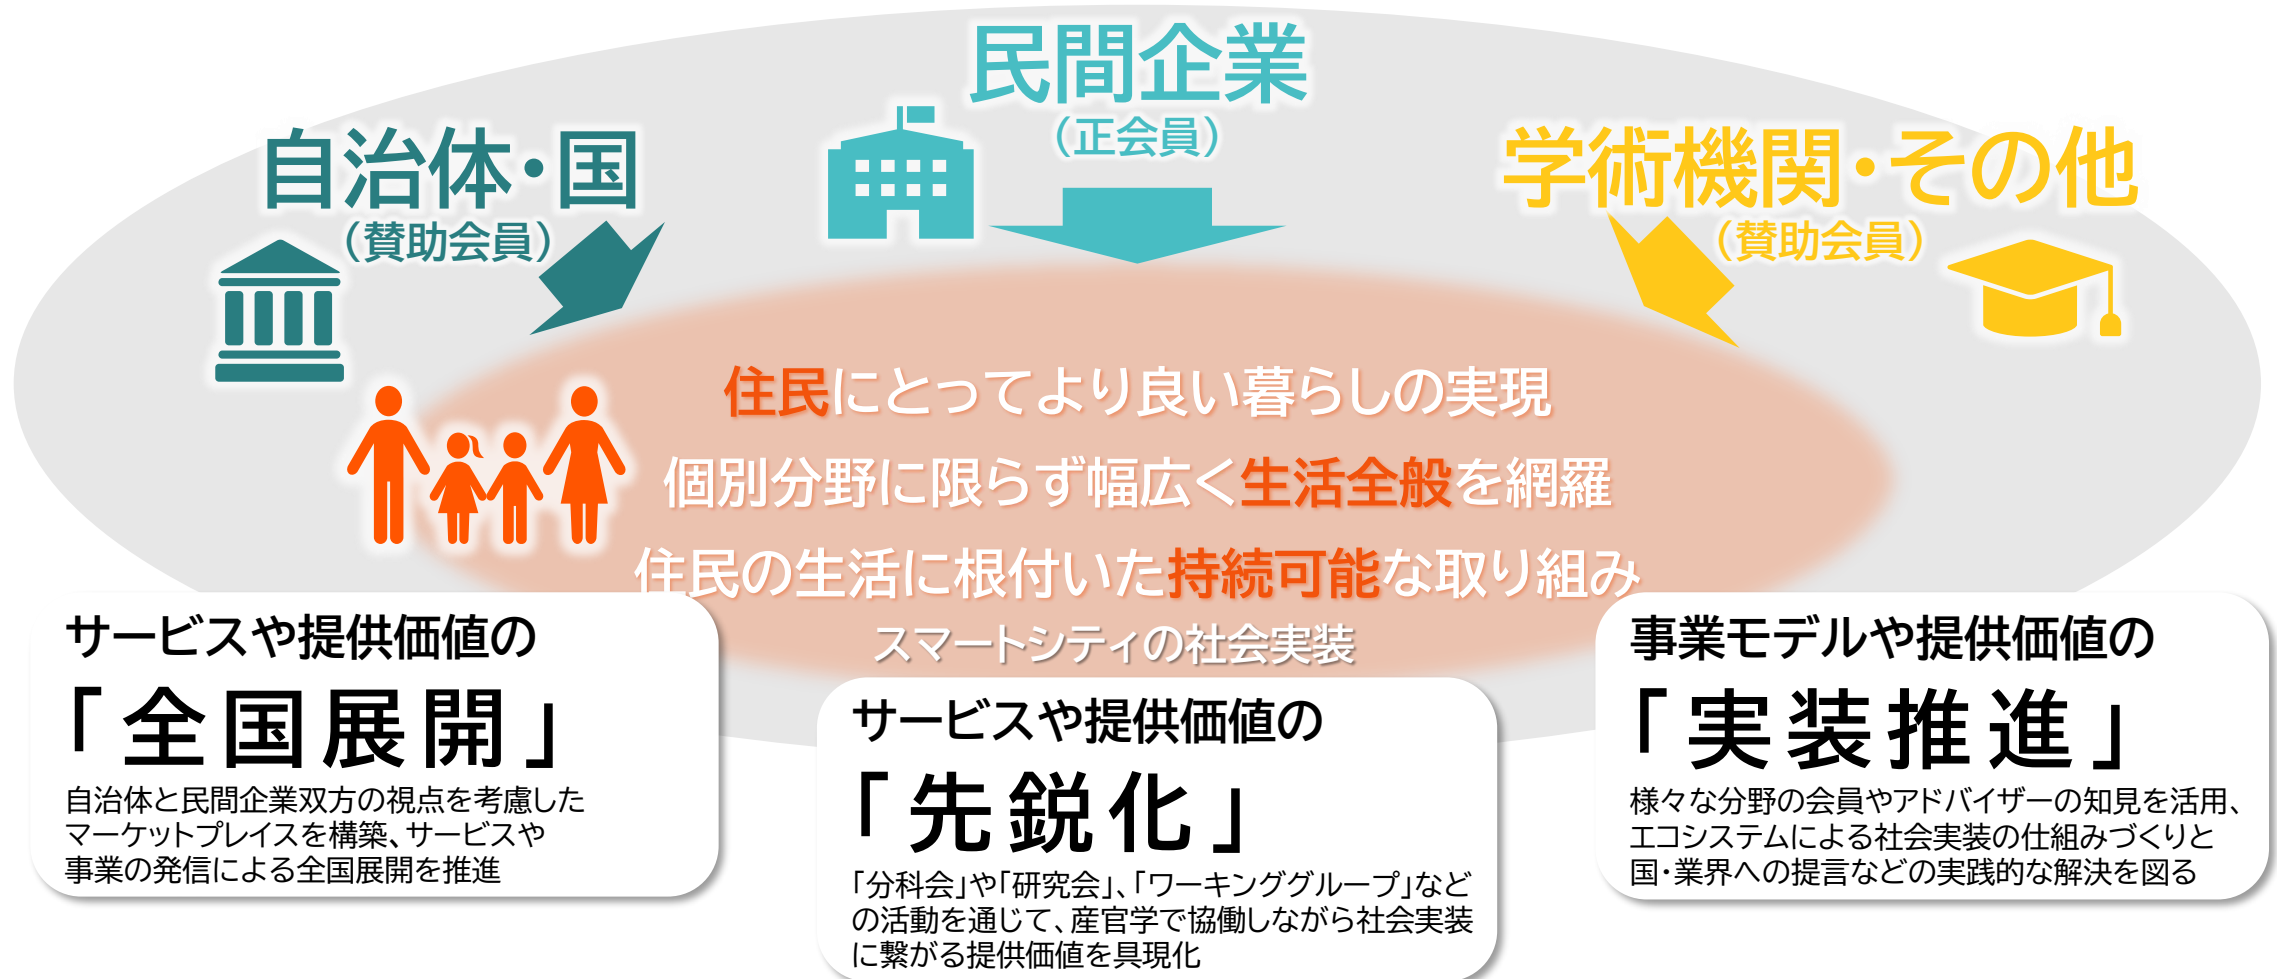 民間企業
（正会員）
自治体・国
（賛助会員）
学術機関・その他
（賛助会員）
住民にとってより良い暮らしの実現
個別分野に限らず幅広く生活全般を網羅
住民の生活に根付いた持続可能な取り組み
スマートシティの社会実装
サービスや提供価値の
「全国展開」
自治体と民間企業双方の視点を考慮した
マーケットプレイスを構築、サービスや
事業の発信による全国展開を推進
サービスや提供価値の
「先鋭化」
「分科会」や「研究会」、「ワーキンググループ」など
の活動を通じて、産官学で協働しながら社会実装
に繋がる提供価値を具現化
事業モデルや提供価値の
「実装推進」
様々な分野の会員やアドバイザーの知見を活用、
エコシステムによる社会実装の仕組みづくりと
国・業界への提言などの実践的な解決を図る